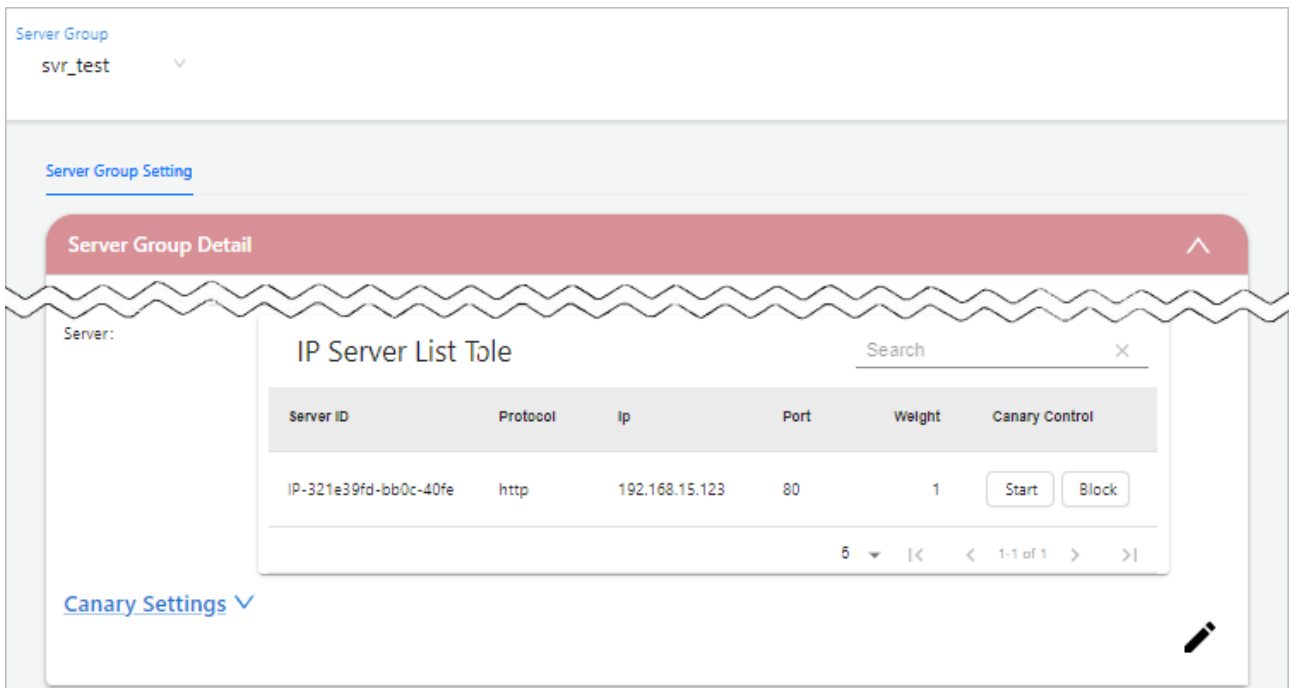 Server Group
svr_test
Server Group Setting
Server Group Detail
Server:
IP Server List Tole
Search
Server ID Protocol Ip Port Weight Canary Control
IP-321e39fd-bb0c-40fe http 192.168.15.123 80 1 Start Block
5 1-1 of 1
Canary Settings